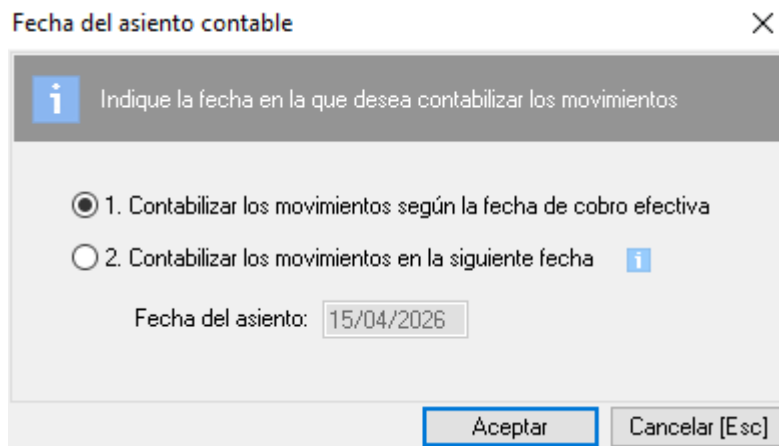 Fecha del asiento contable
Indique la fecha en la que desea contabilizar los movimientos
1. Contabilizar los movimientos según la fecha de cobro efectiva
2. Contabilizar los movimientos en la siguiente fecha
Fecha del asiento: 15/04/2026
Aceptar Cancelar [Esc]